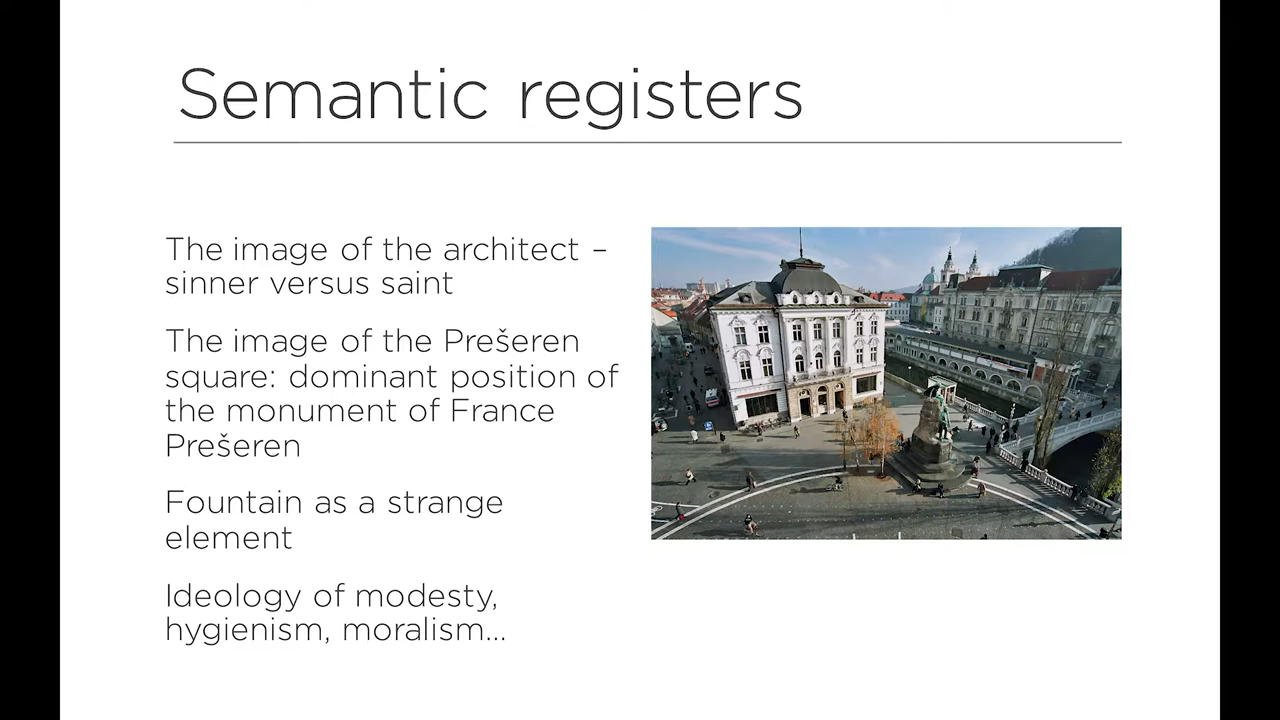 Semantic registers
The image of the architect –
sinner versus saint
The image of the Prešeren
square: dominant position of
the monument of France
Prešeren
Fountain as a strange
element
Ideology of modesty,
hygienism, moralism...